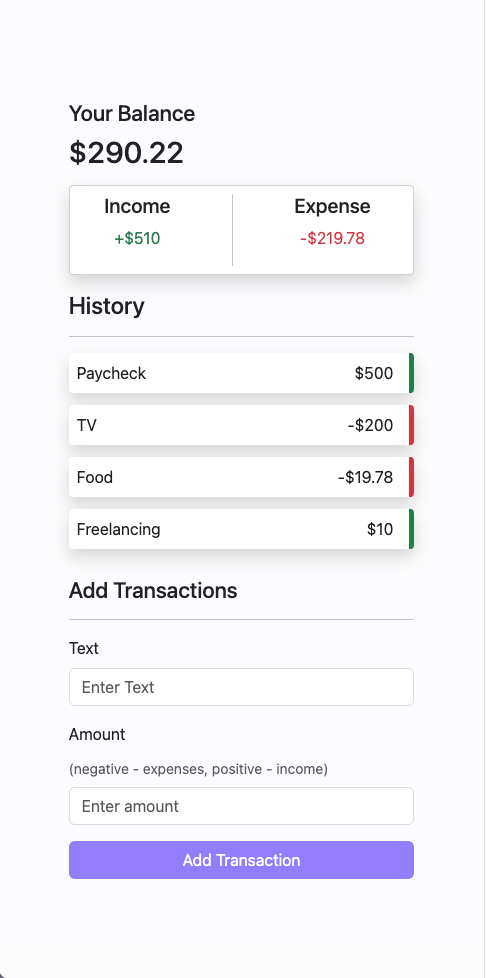 Your Balance
$290.22
Income Expense
+$510 -$219.78
History
Paycheck $500
TV -$200
Food -$19.78
Freelancing $10
Add Transactions
Text
Enter Text
Amount
(negative - expenses, positive - income)
Enter amount
Add Transaction